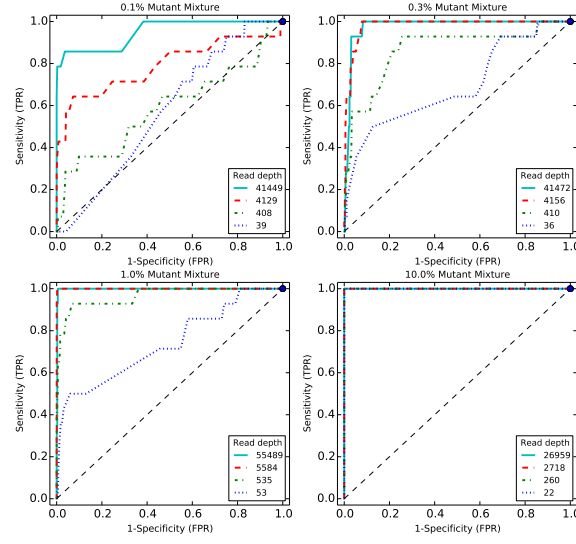 0.1% Mutant Mixture
1.0
0.8
0.6
0.4
0.2
0.0
Sensitivity (TPR)
Read depth
41449
4129
408
39
0.0 0.2 0.4 0.6 0.8 1.0
1-Specificity (FPR)
0.3% Mutant Mixture
1.0
0.8
0.6
0.4
0.2
0.0
Sensitivity (TPR)
Read depth
41472
4156
410
36
0.0 0.2 0.4 0.6 0.8 1.0
1-Specificity (FPR)
1.0% Mutant Mixture
1.0
0.8
0.6
0.4
0.2
0.0
Sensitivity (TPR)
Read depth
55489
5584
535
53
0.0 0.2 0.4 0.6 0.8 1.0
1-Specificity (FPR)
10.0% Mutant Mixture
1.0
0.8
0.6
0.4
0.2
0.0
Sensitivity (TPR)
Read depth
26959
2718
260
22
0.0 0.2 0.4 0.6 0.8 1.0
1-Specificity (FPR)